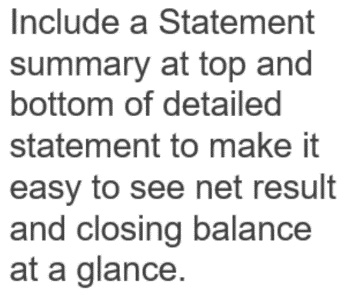 Include a Statement
summary at top and
bottom of detailed
statement to make it
easy to see net result
and closing balance
at a glance.